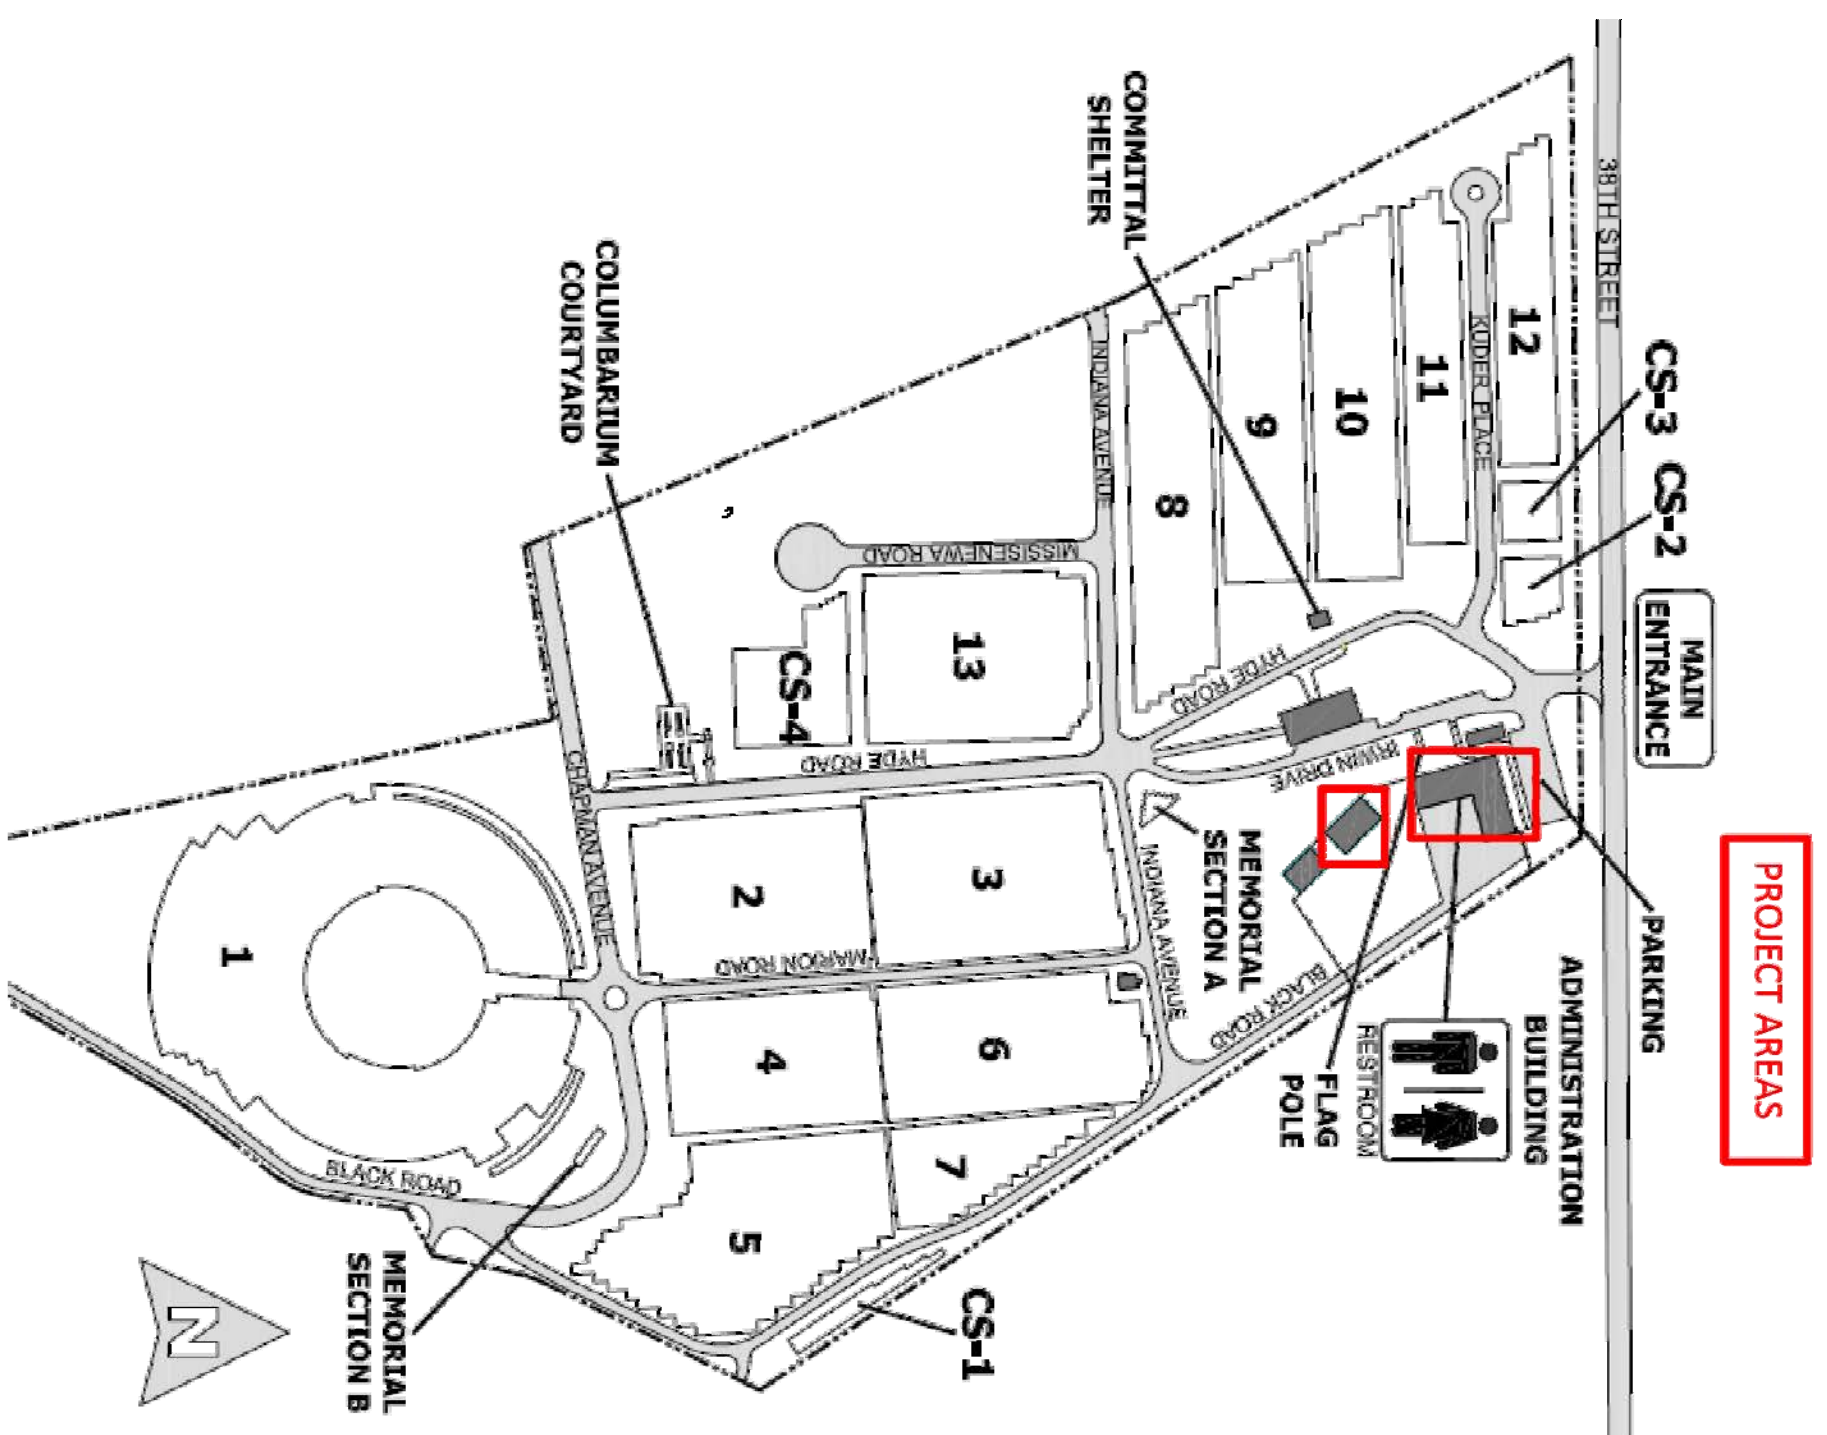 38TH STREET
COMMITTAL
SHELTER
12
CS-3
CS-2
11
KUDER PLACE
10
9
8
INDIANA AVENUE
COLUMBARIUM
COURTYARD
MISSISENEWA ROAD
13
CS-4
HYDE ROAD
HYDE ROAD
MAIN
ENTRANCE
IRWIN DRIVE
PROJECT AREAS
PARKING
ADMINISTRATION
BUILDING
RESTROOM
FLAG
POLE
MEMORIAL
SECTION A
INDIANA AVENUE
BLACK ROAD
CHAPMAN AVENUE
2
3
MARION ROAD
1
4
6
7
5
BLACK ROAD
MEMORIAL
SECTION B
CS-1
N